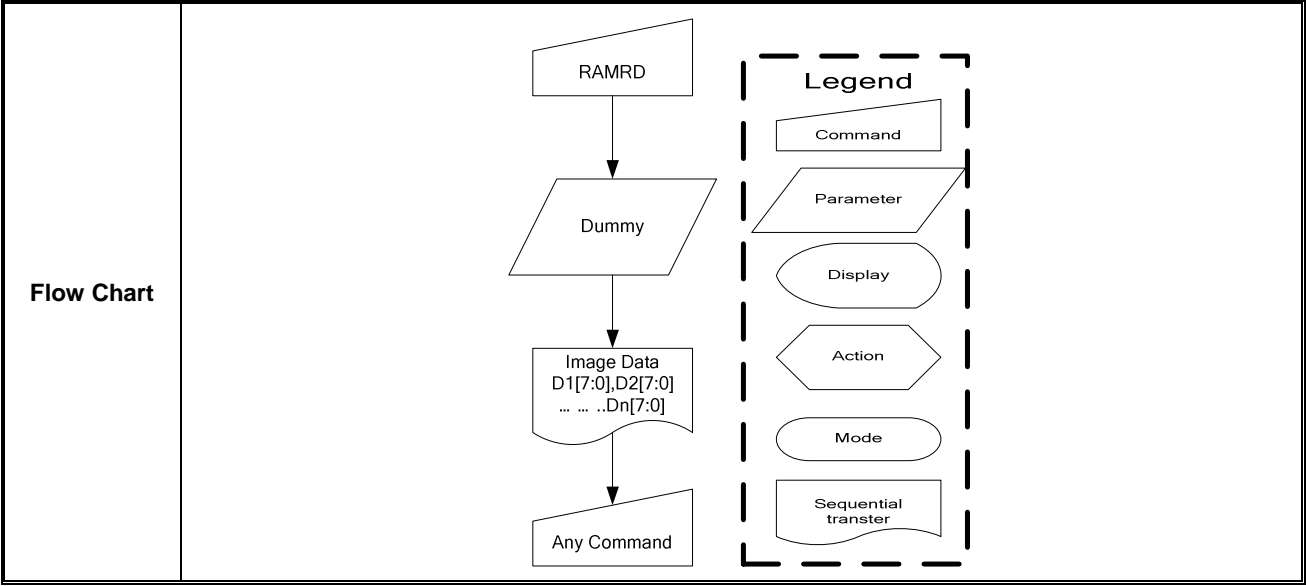 Flow Chart
RAMRD
Dummy
Image Data
D1[7:0],D2[7:0]
... ... ..Dn[7:0]
Any Command
Legend
Command
Parameter
Display
Action
Mode
Sequential
transter